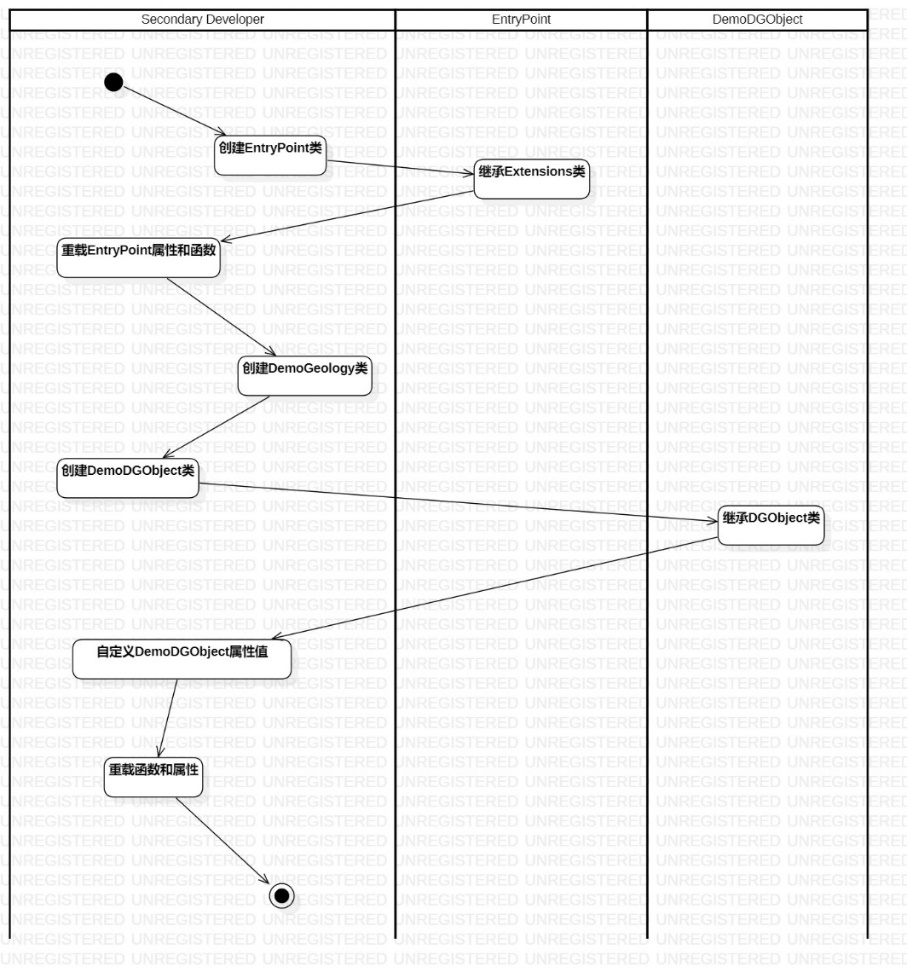 Secondary Developer
EntryPoint
DemoDGObject
创建EntryPoint类
继承Extensions类
重载EntryPoint属性和函数
创建DemoGeology类
创建DemoDGObject类
继承DGObject类
自定义DemoDGObject属性值
重载函数和属性